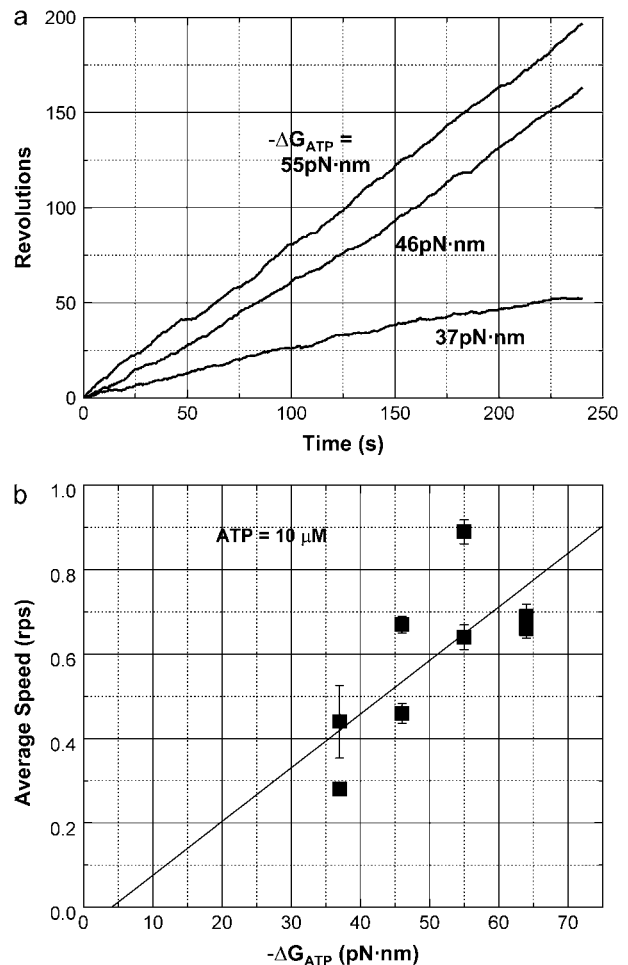 a
200
150
100
50
0
Revolutions
-ΔG_ATP =
55pN·nm
46pN·nm
37pN·nm
0 50 100 150 200 250
Time (s)
b
1.0
0.8
0.6
0.4
0.2
0.0
Average Speed (rps)
ATP = 10 μM
0 10 20 30 40 50 60 70
-ΔG_ATP (pN·nm)